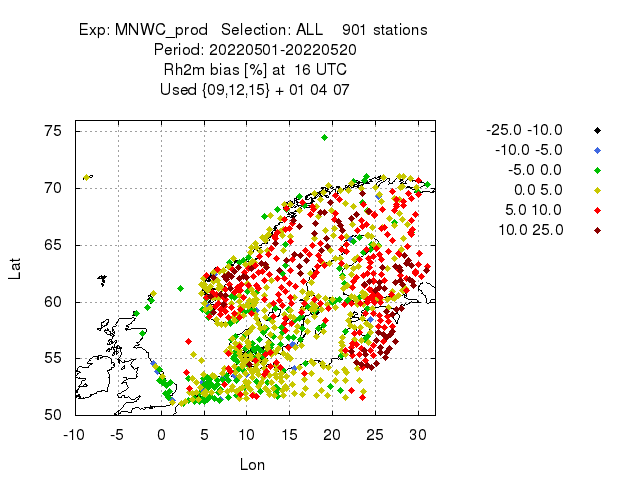 Exp: MNWC_prod   Selection: ALL    901 stations
Period: 20220501-20220520
Rh2m bias [%] at  16 UTC
Used {09,12,15} + 01 04 07
-25.0 -10.0
-10.0 -5.0
-5.0 0.0
0.0 5.0
5.0 10.0
10.0 25.0
75
70
65
60
55
50
Lat
-10 -5 0 5 10 15 20 25 30
Lon